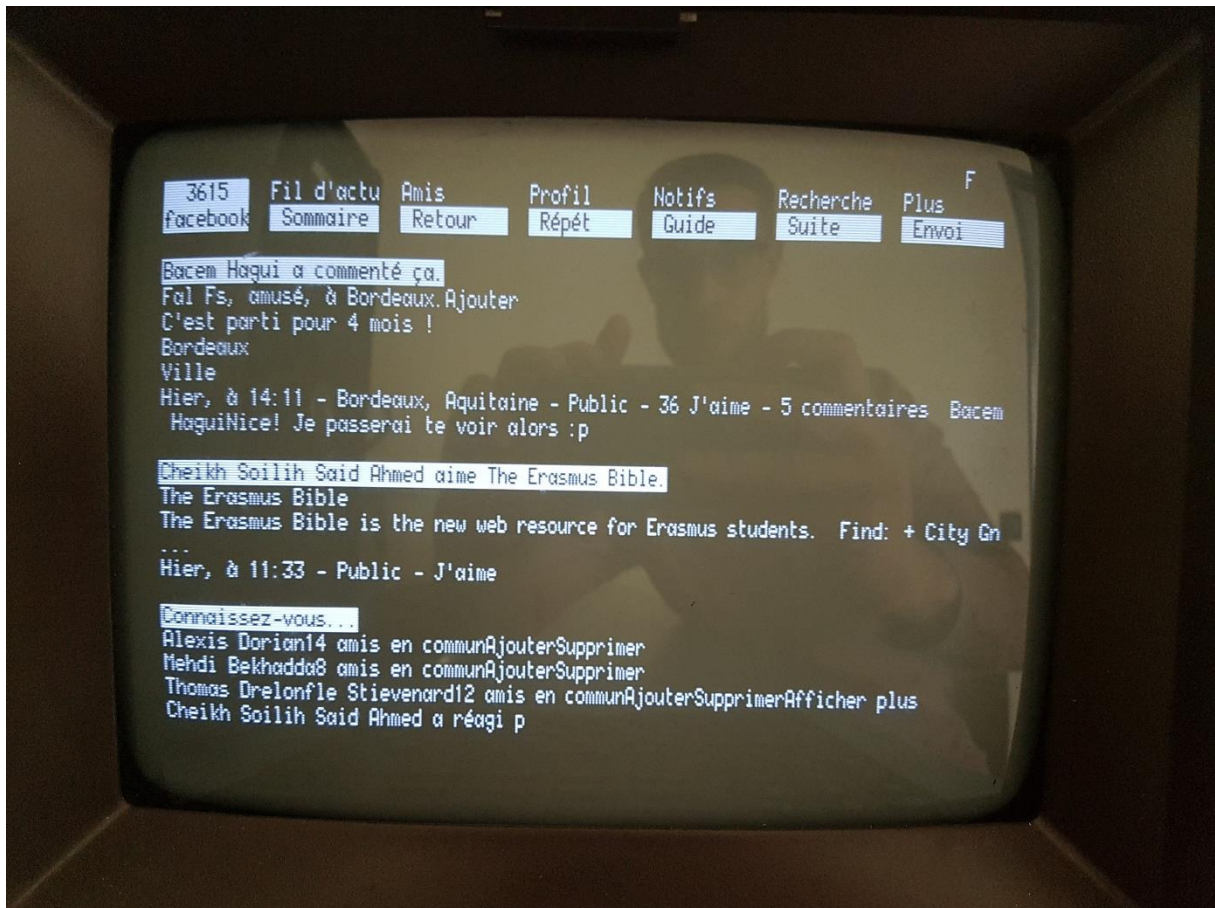 F
3615 Fil d'actu Amis Profil Notifs Recherche Plus
facebook Sommaire Retour Répét Guide Suite Envoi
Bacem Hagui a commenté ça.
Fal Fs, amusé, à Bordeaux.Ajouter
C'est parti pour 4 mois !
Bordeaux
Ville
Hier, à 14:11 - Bordeaux, Aquitaine - Public - 36 J'aime - 5 commentaires Bacem
HaguiNice! Je passerai te voir alors :p
Cheikh Soilih Said Ahmed aime The Erasmus Bible.
The Erasmus Bible
The Erasmus Bible is the new web resource for Erasmus students. Find: + City Gn
...
Hier, à 11:33 - Public - J'aime
Connaissez-vous...
Alexis Dorian14 amis en communAjouterSupprimer
Mehdi Bekhadda8 amis en communAjouterSupprimer
Thomas Drelonfle Stievenard12 amis en communAjouterSupprimerAfficher plus
Cheikh Soilih Said Ahmed a réagi p